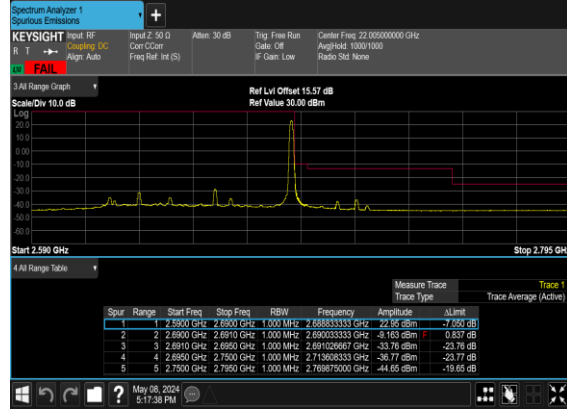 Spectrum Analyzer 1
Spurious Emissions
KEYSIGHT Input: RF Input Z: 50 Ω Atten: 30 dB Trig: Free Run Center Freq: 22.005000000 GHz
R T Coupling: DC Corr CCorr Gate: Off Avg|Hold: 1000/1000
Align: Auto Freq Ref: Int (S) IF Gain: Low Radio Std: None
FAIL
3 All Range Graph
Ref Lvl Offset 15.57 dB
Scale/Div 10.0 dB Ref Value 30.00 dBm
Log
20.0
10.0
0.00
-10.0
-20.0
-30.0
-40.0
-50.0
-60.0
Start 2.590 GHz Stop 2.795 GH
4 All Range Table
Measure Trace Trace 1
Trace Type Trace Average (Active)
Spur Range Start Freq Stop Freq RBW Frequency Amplitude ΔLimit
1 1 2.5900 GHz 2.6900 GHz 1.000 MHz 2.688833333 GHz 22.95 dBm -7.050 dB
2 2 2.6900 GHz 2.6910 GHz 1.000 MHz 2.690033333 GHz -9.163 dBm F 0.837 dB
3 3 2.6910 GHz 2.6950 GHz 1.000 MHz 2.691026667 GHz -33.76 dBm -23.76 dB
4 4 2.6950 GHz 2.7500 GHz 1.000 MHz 2.713608333 GHz -36.77 dBm -23.77 dB
5 5 2.7500 GHz 2.7950 GHz 1.000 MHz 2.769875000 GHz -44.65 dBm -19.65 dB
? May 08, 2024
5:17:38 PM